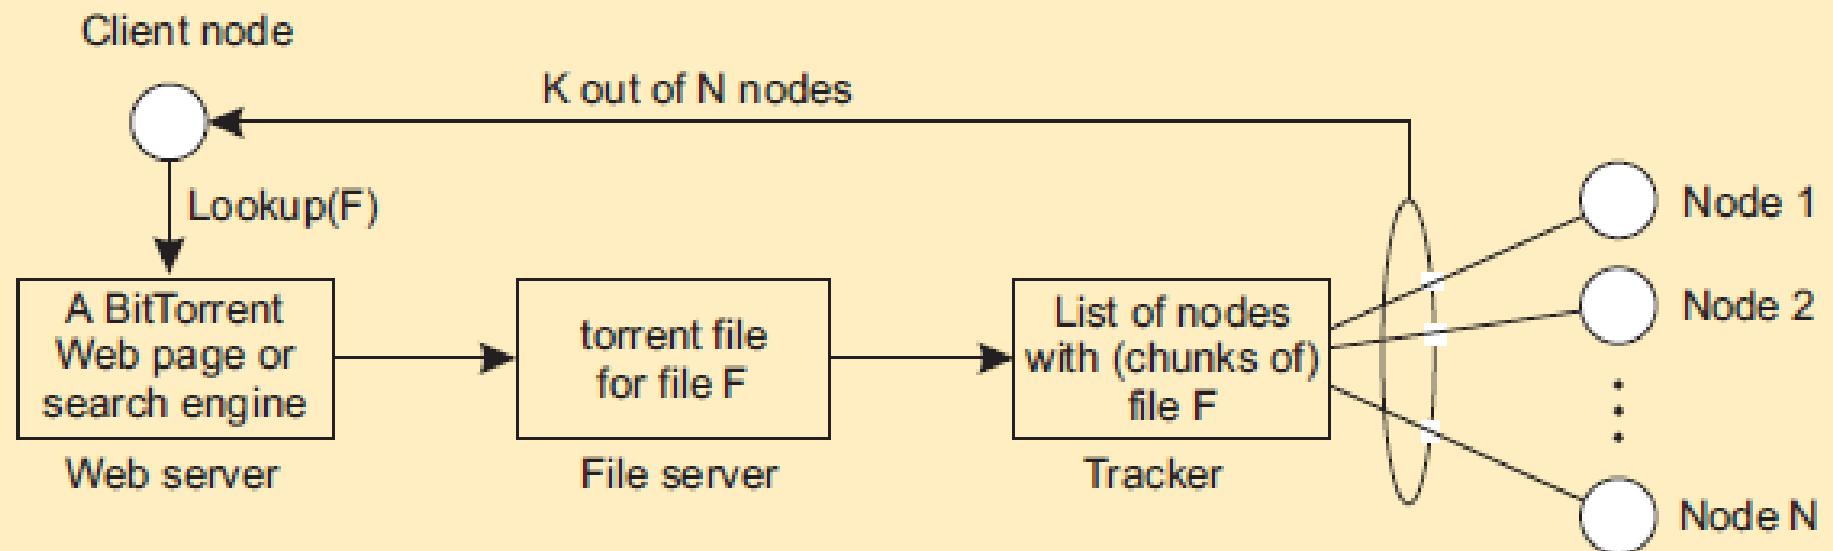 Client node
K out of N nodes
Lookup(F)
A BitTorrent
Web page or
search engine
Web server
torrent file
for file F
File server
List of nodes
with (chunks of)
file F
Tracker
Node 1
Node 2
Node N